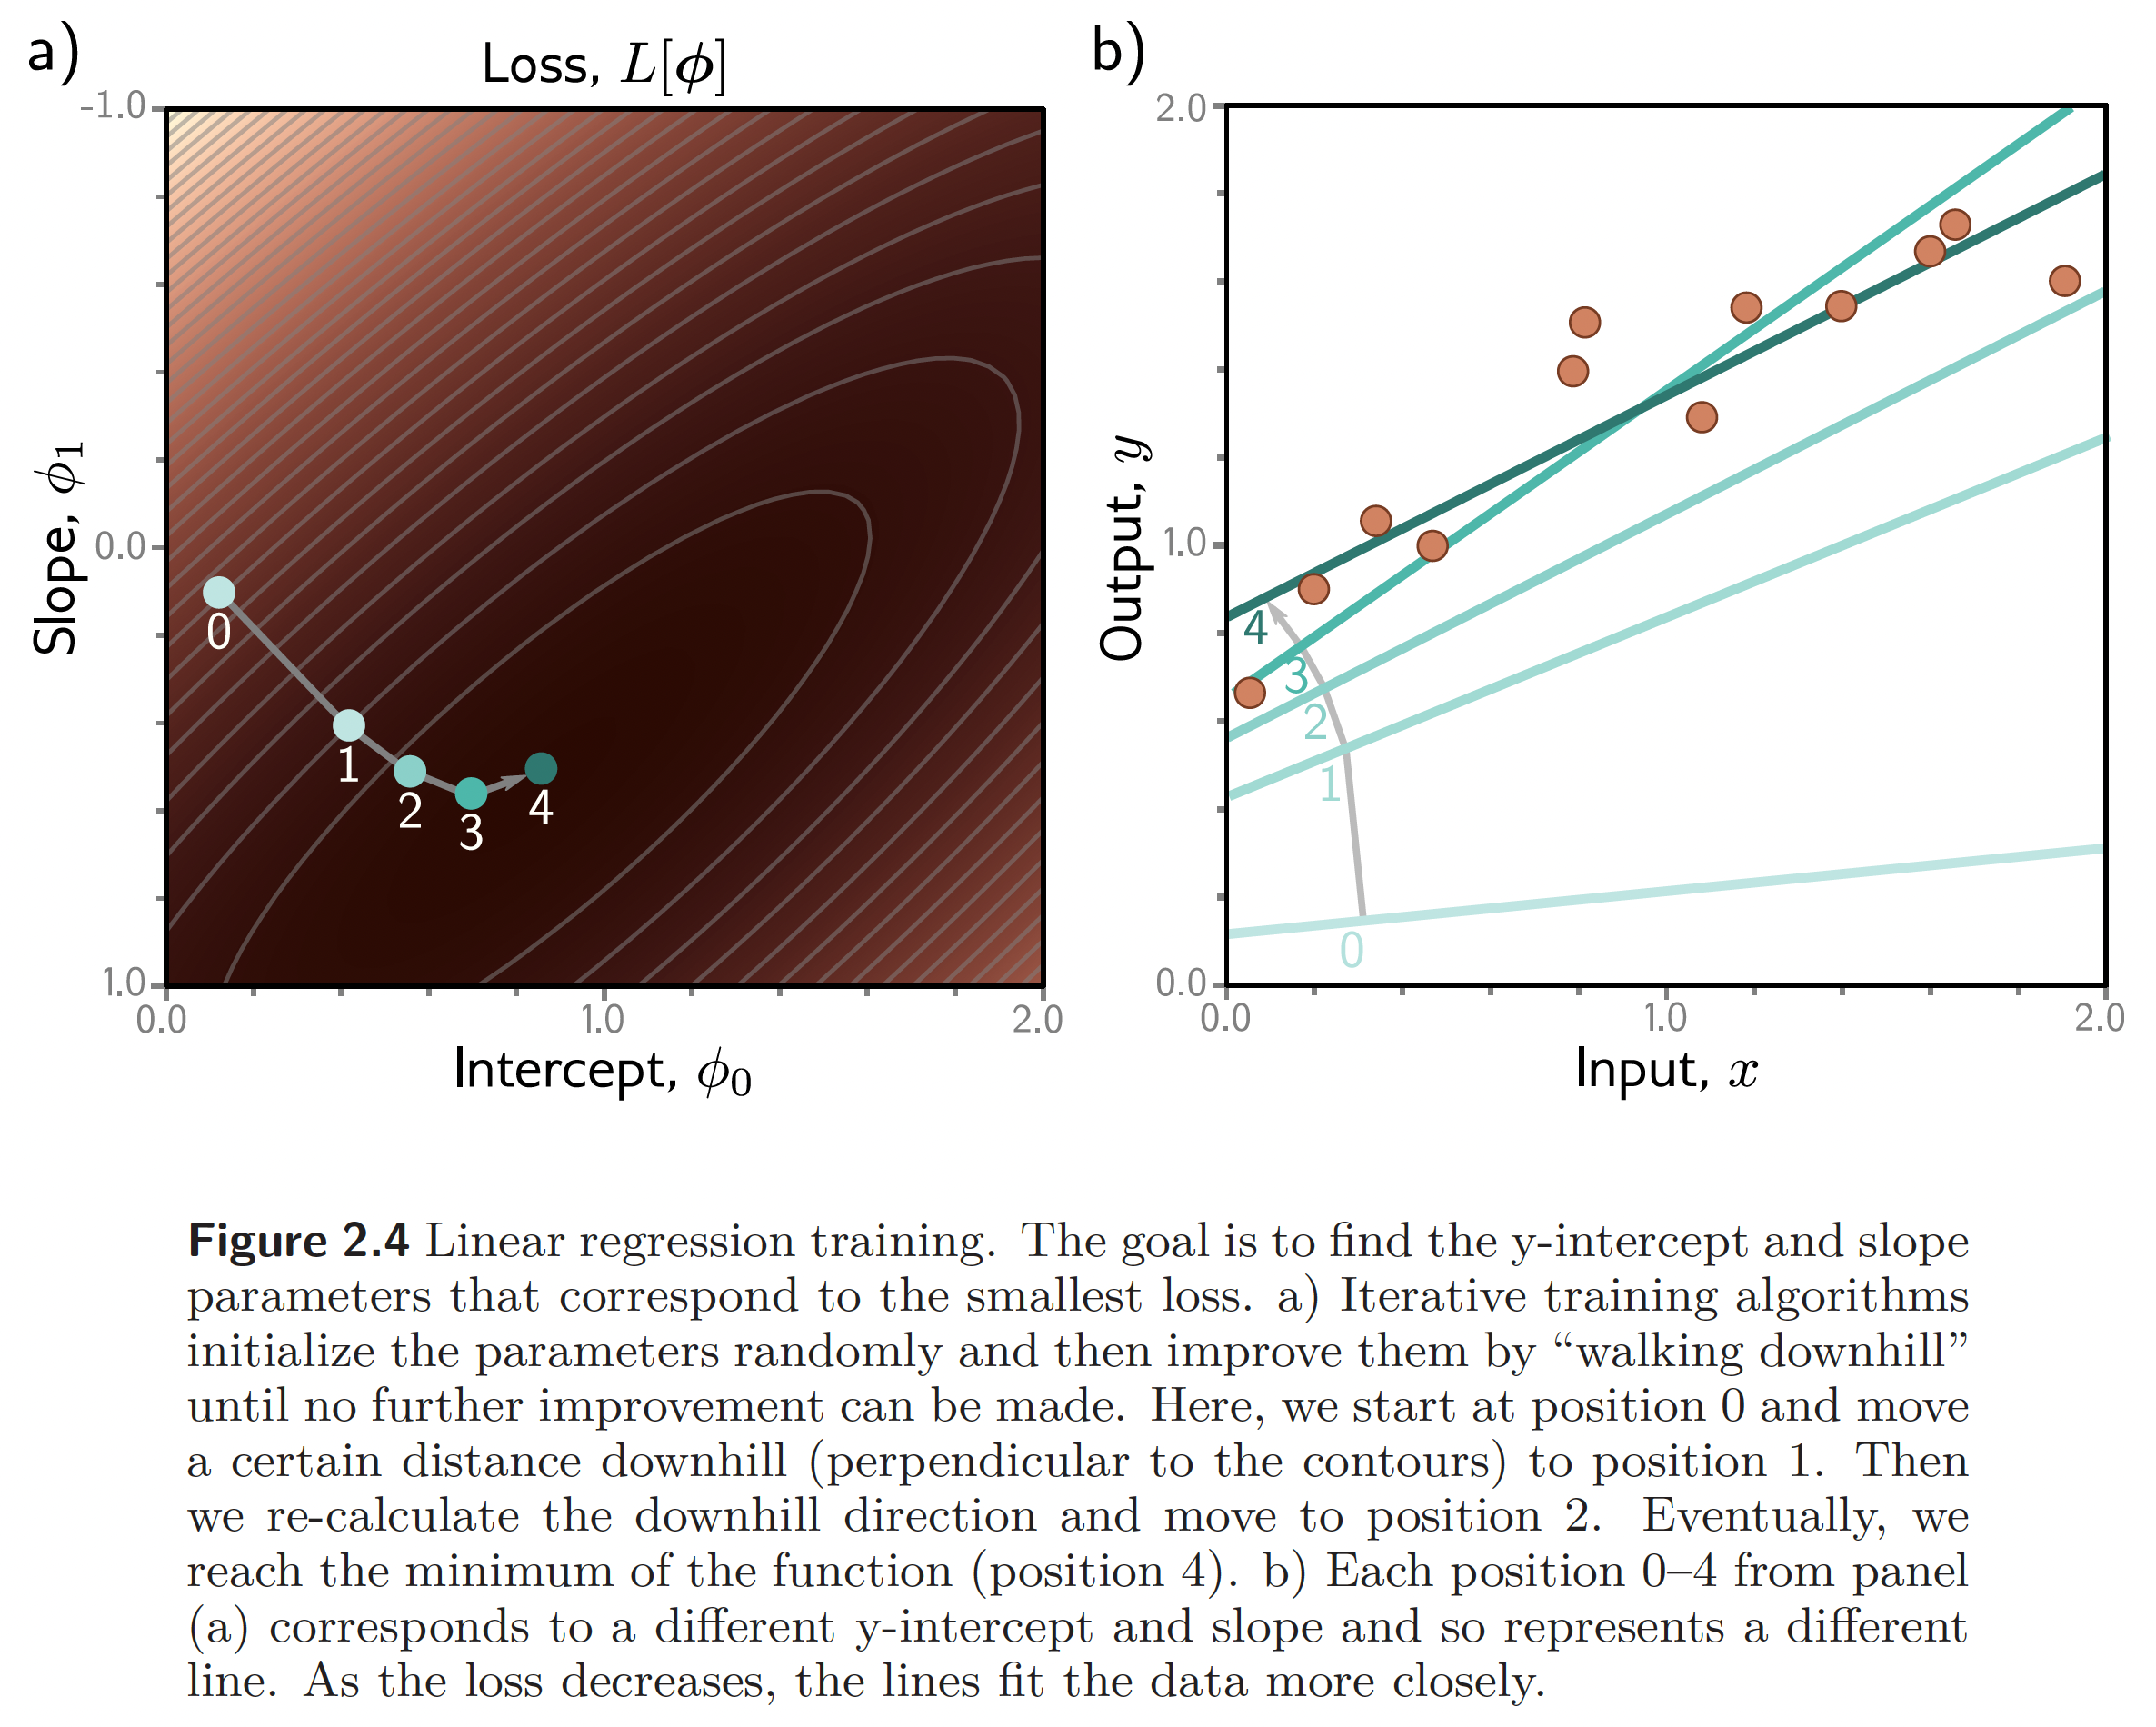 a)
Loss, L[ϕ]
-1.0
0.0
1.0
Slope, ϕ₁
0
1
2
3
4
0.0
1.0
2.0
Intercept, ϕ₀
b)
2.0
1.0
0.0
Output, y
4
3
2
1
0
0.0
1.0
2.0
Input, x
Figure 2.4 Linear regression training. The goal is to find the y-intercept and slope
parameters that correspond to the smallest loss. a) Iterative training algorithms
initialize the parameters randomly and then improve them by “walking downhill”
until no further improvement can be made. Here, we start at position 0 and move
a certain distance downhill (perpendicular to the contours) to position 1. Then
we re-calculate the downhill direction and move to position 2. Eventually, we
reach the minimum of the function (position 4). b) Each position 0–4 from panel
(a) corresponds to a different y-intercept and slope and so represents a different
line. As the loss decreases, the lines fit the data more closely.